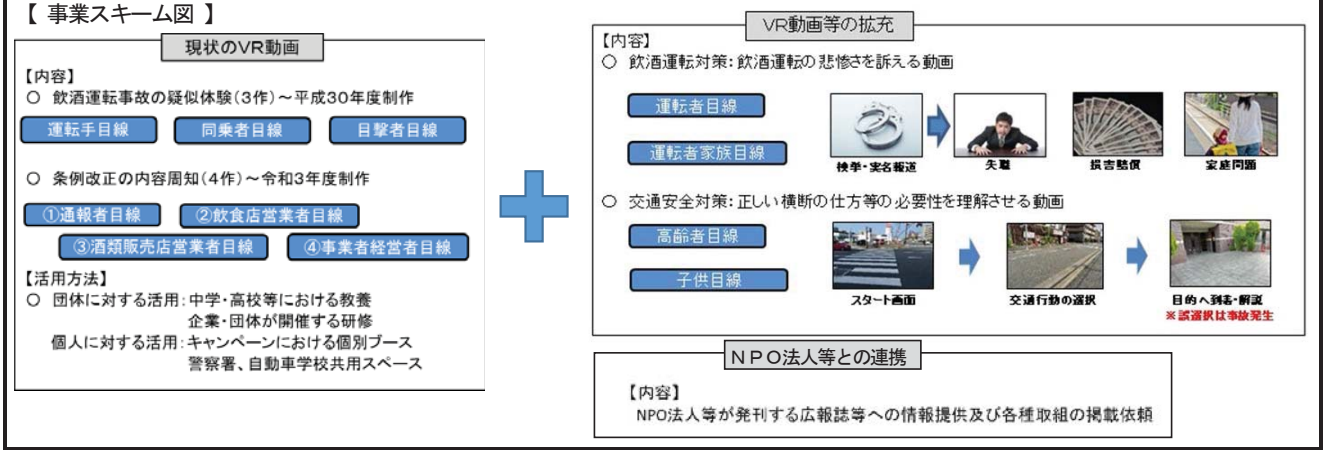 【 事業スキーム図 】
現状のVR動画
【内容】
○ 飲酒運転事故の疑似体験(3作)～平成30年度制作
運転手目線 同乗者目線 目撃者目線
○ 条例改正の内容周知(4作)～令和3年度制作
①通報者目線 ②飲食店営業者目線
③酒類販売店営業者目線 ④事業者経営者目線
【活用方法】
○ 団体に対する活用:中学・高校等における教養
企業・団体が開催する研修
個人に対する活用:キャンペーンにおける個別ブース
警察署、自動車学校共用スペース
VR動画等の拡充
【内容】
○ 飲酒運転対策:飲酒運転の悲惨さを訴える動画
運転者目線
運転者家族目線
検挙・実名報道 失職 損害賠償 家庭問題
○ 交通安全対策:正しい横断の仕方等の必要性を理解させる動画
高齢者目線
子供目線
スタート画面 交通行動の選択 目的へ到着・解説
※誤選択は事故発生
NPO法人等との連携
【内容】
NPO法人等が発刊する広報誌等への情報提供及び各種取組の掲載依頼